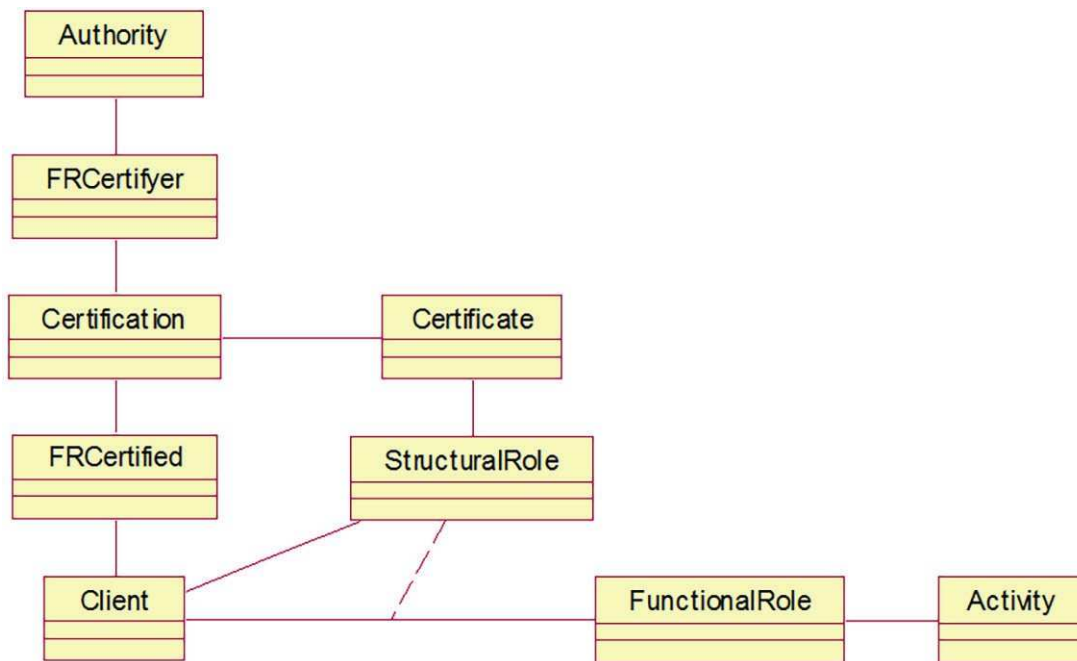 Authority
FRCertifyer
Certification
Certificate
FRCertified
StructuralRole
Client
FunctionalRole
Activity